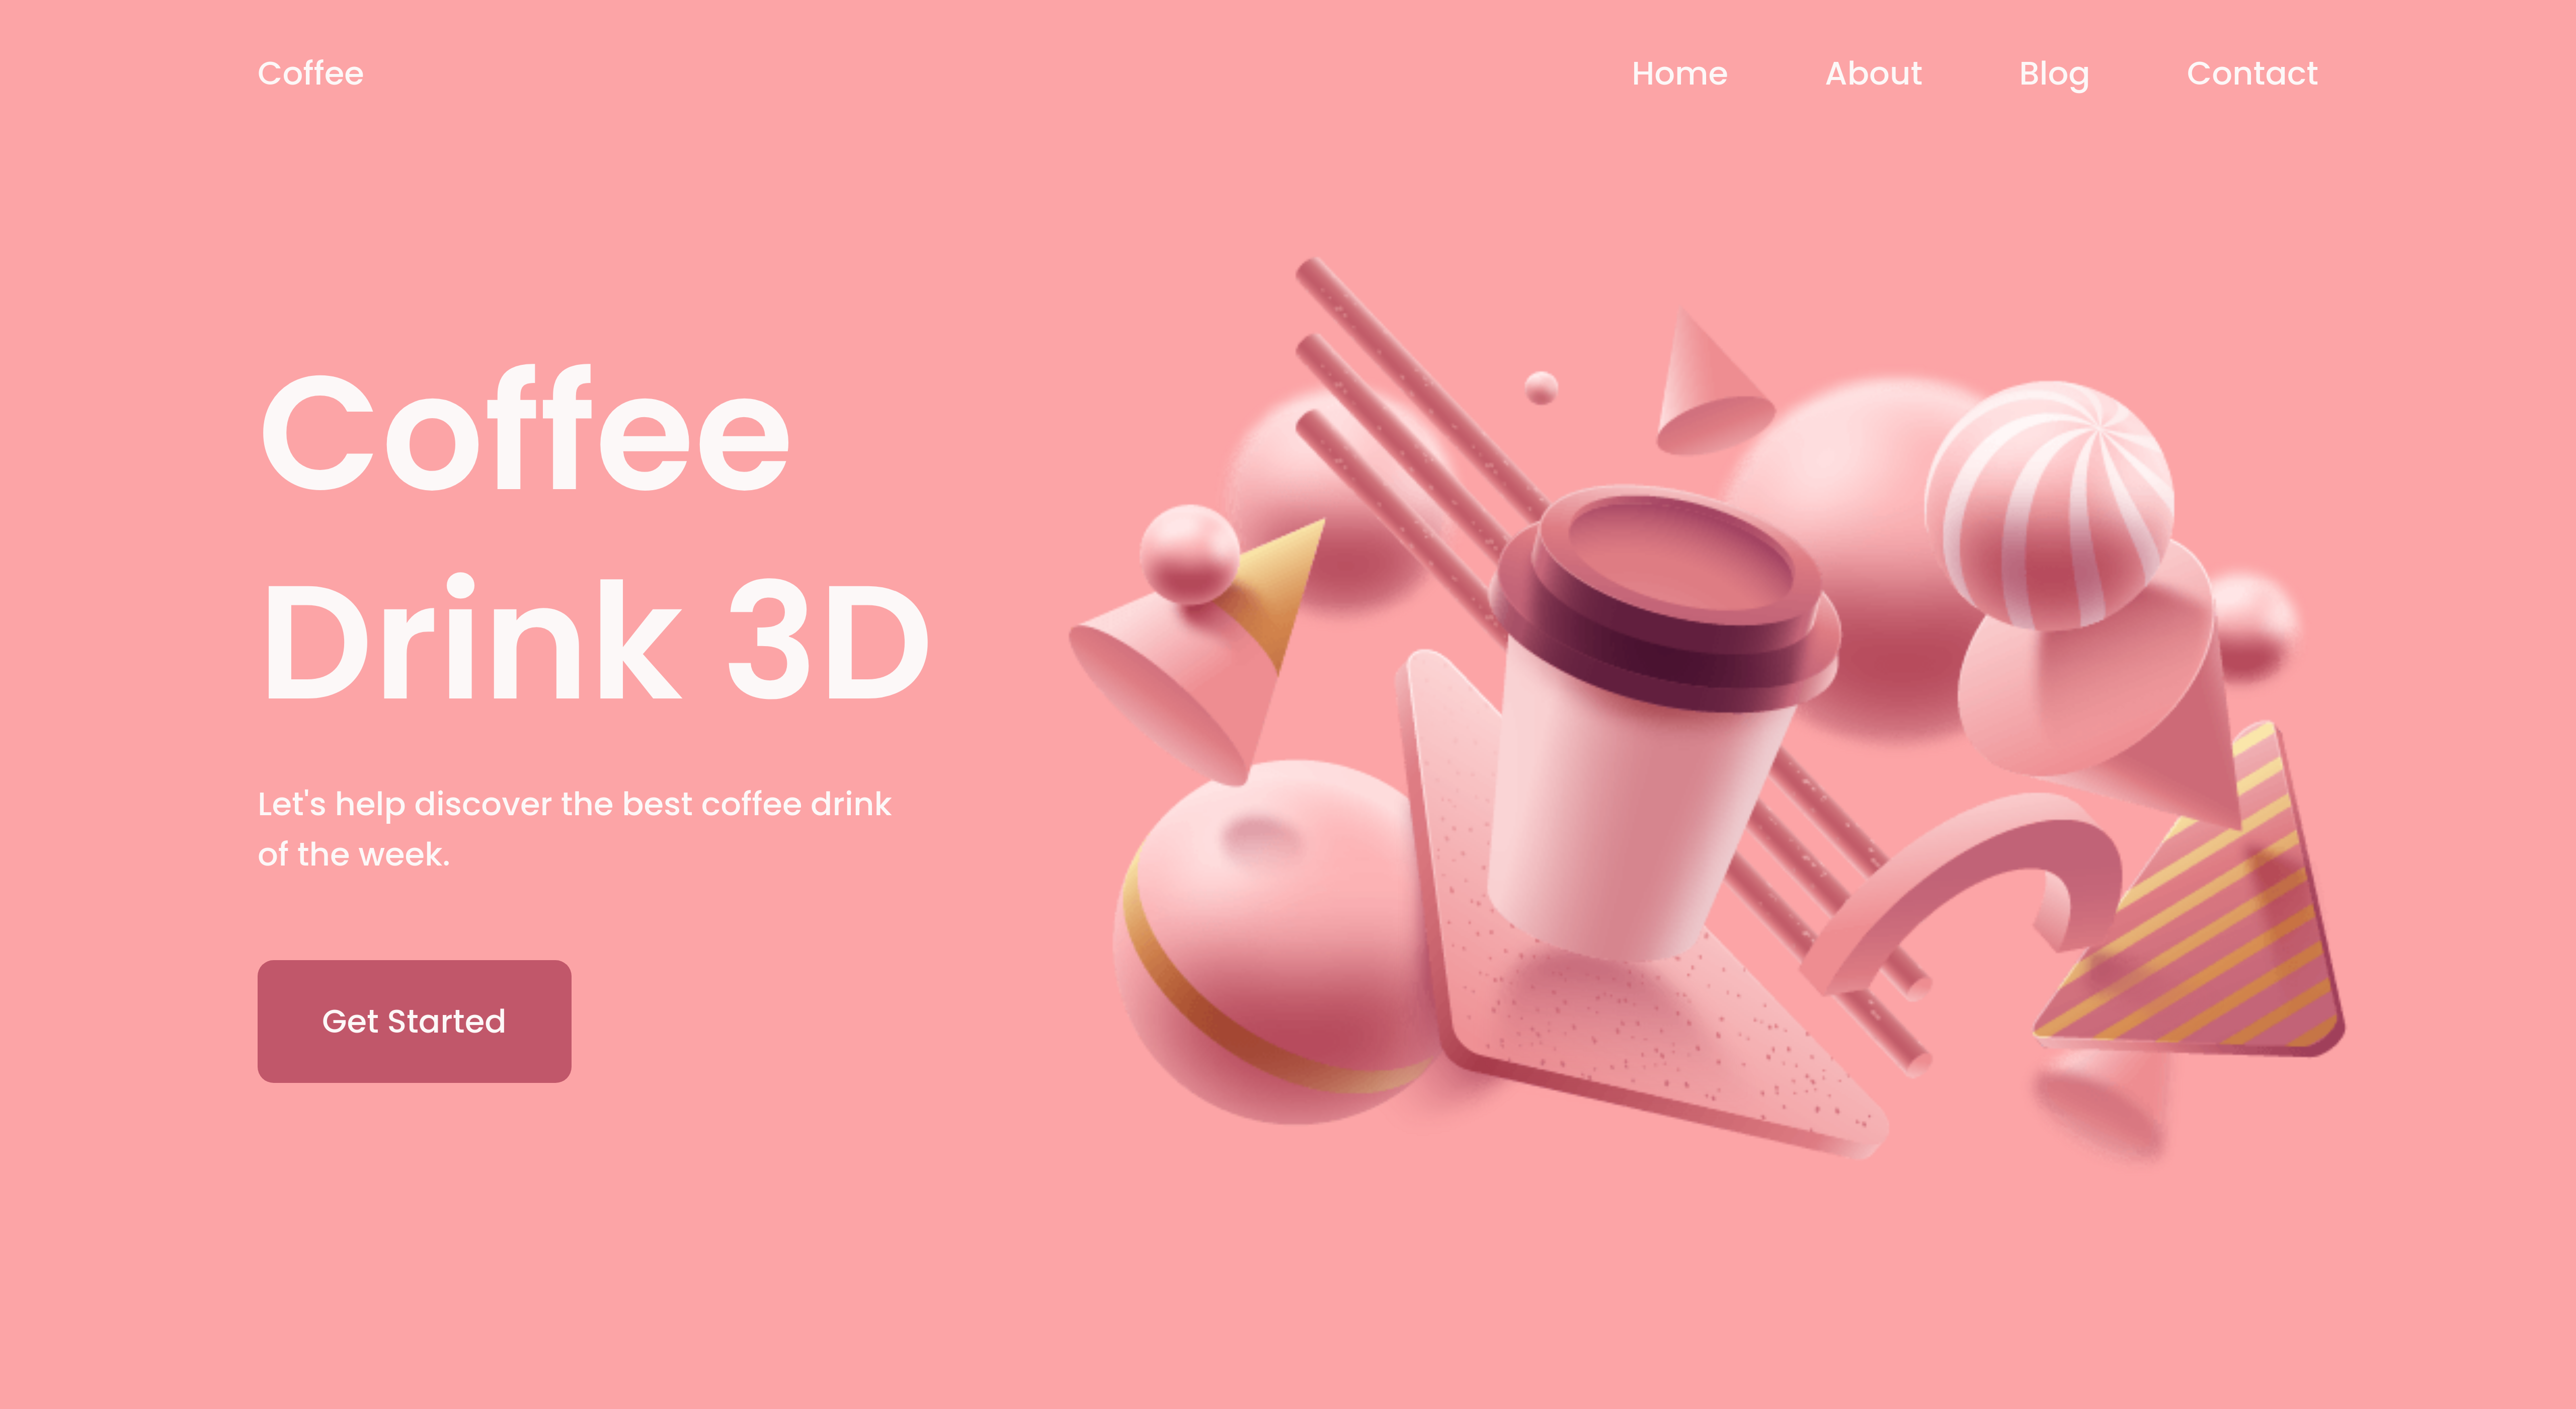 Coffee
Home About Blog Contact
Coffee
Drink 3D
Let's help discover the best coffee drink
of the week.
Get Started